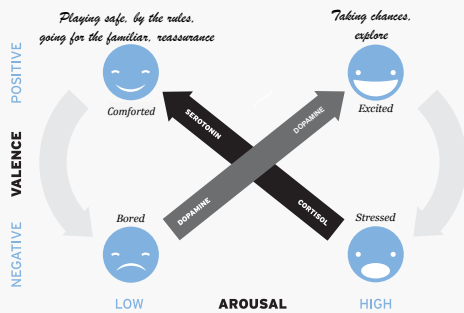 Playing safe, by the rules,
going for the familiar, reassurance
Taking chances,
explore
POSITIVE
Comforted
Excited
SEROTONIN
DOPAMINE
VALENCE
Bored
Stressed
DOPAMINE
CORTISOL
NEGATIVE
LOW
AROUSAL
HIGH